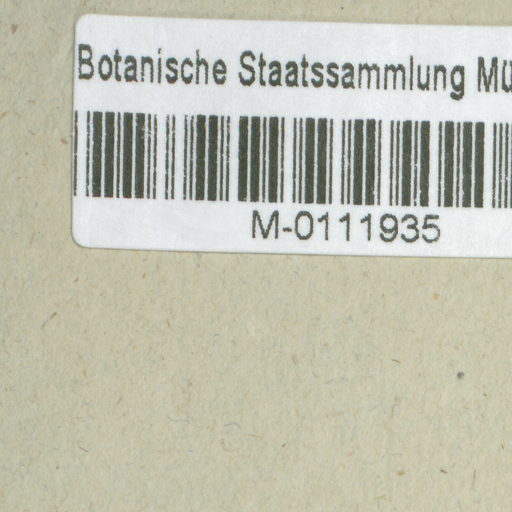 Botanische Staatssammlung Mü
M-0111935